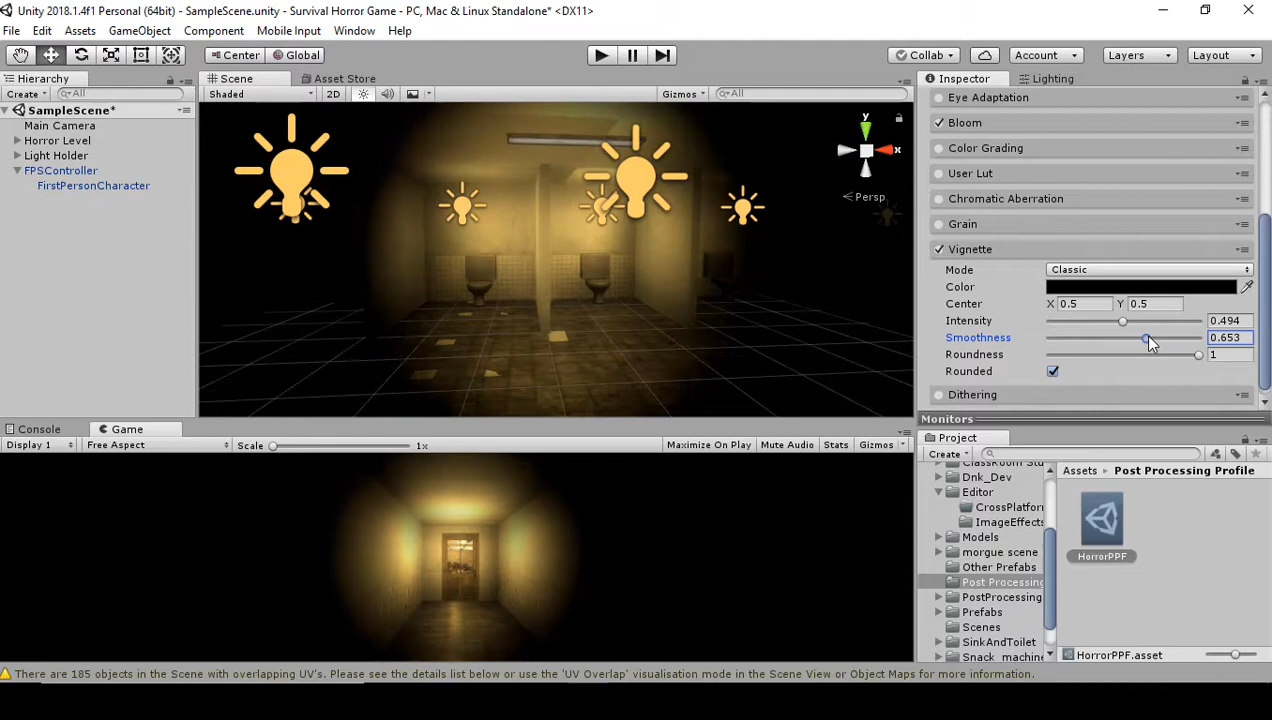 Unity 2018.1.4f1 Personal (64bit) - SampleScene.unity - Survival Horror Game - PC, Mac & Linux Standalone* <DX11>
File Edit Assets GameObject Component Mobile Input Window Help
Center Global Collab Account Layers Layout
Hierarchy
Create All
SampleScene*
Main Camera
Horror Level
Light Holder
FPSController
FirstPersonCharacter
Scene Asset Store
Shaded 2D Gizmos All
y
x
Persp
Console Game
Display 1 Free Aspect Scale 1x Maximize On Play Mute Audio Stats Gizmos
Inspector Lighting
Eye Adaptation
Bloom
Color Grading
User Lut
Chromatic Aberration
Grain
Vignette
Mode Classic
Color
Center X 0.5 Y 0.5
Intensity 0.494
Smoothness 0.653
Roundness 1
Rounded
Dithering
Monitors
Project
Create
Dnk_Dev
Editor
CrossPlatfor
ImageEffects
Models
morgue scene
Other Prefabs
Post Processing
PostProcessing
Prefabs
Scenes
SinkAndToilet
Snack_machine
Assets Post Processing Profile
HorrorPPF
HorrorPPF.asset
There are 185 objects in the Scene with overlapping UV's. Please see the details list below or use the 'UV Overlap' visualisation mode in the Scene View or Object Maps for more information.